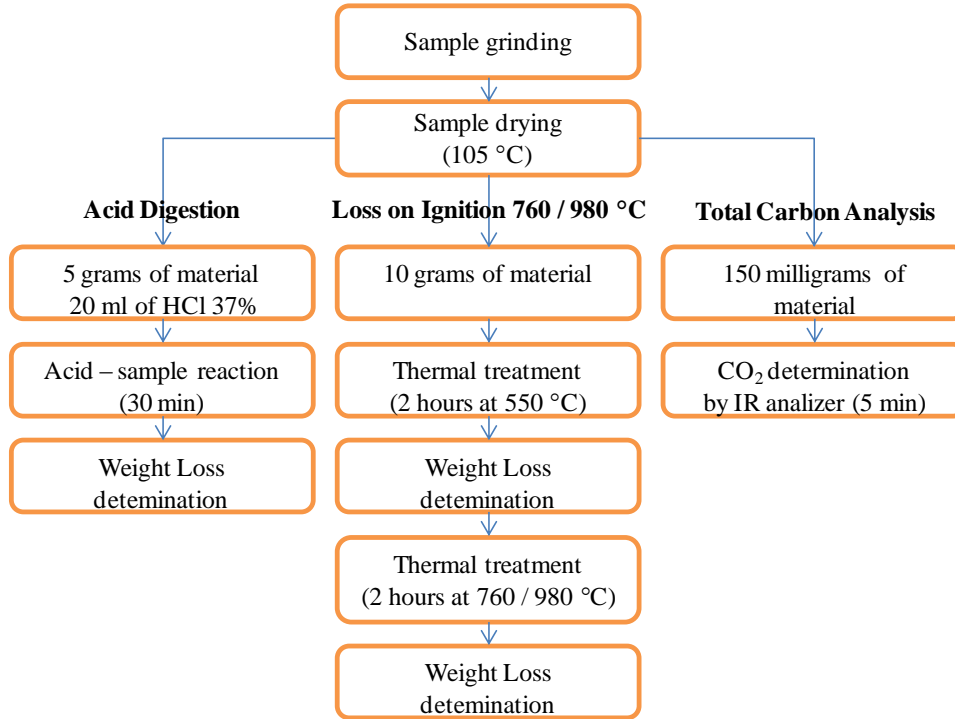 Sample grinding
Sample drying
(105 °C)
Acid Digestion
5 grams of material
20 ml of HCl 37%
Acid – sample reaction
(30 min)
Weight Loss
detemination
Loss on Ignition 760 / 980 °C
10 grams of material
Thermal treatment
(2 hours at 550 °C)
Weight Loss
detemination
Thermal treatment
(2 hours at 760 / 980 °C)
Weight Loss
detemination
Total Carbon Analysis
150 milligrams of
material
CO₂ determination
by IR analizer (5 min)